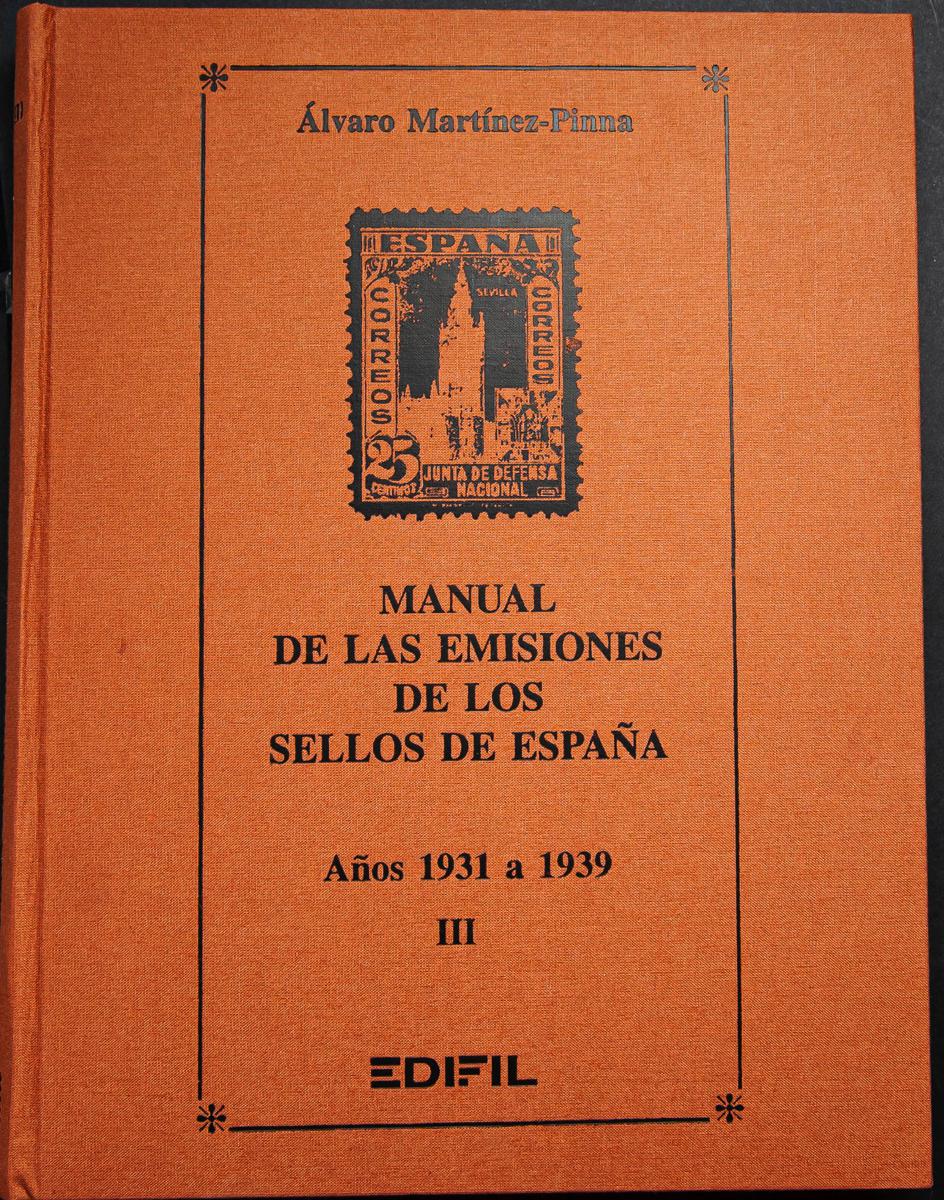 Álvaro Martínez-Pinna
ESPAÑA
SEVILLA
CORREOS
CORREOS
25
CENTIMOS
JUNTA DE DEFENSA
NACIONAL
MANUAL
DE LAS EMISIONES
DE LOS
SELLOS DE ESPAÑA
Años 1931 a 1939
III
EDIFIL